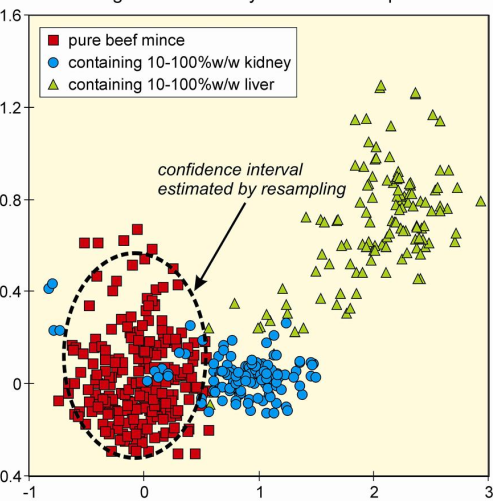 1.6
pure beef mince
containing 10-100%w/w kidney
containing 10-100%w/w liver
1.2
confidence interval
estimated by resampling
0.8
0.4
0
0.4
-1
0
1
2
3